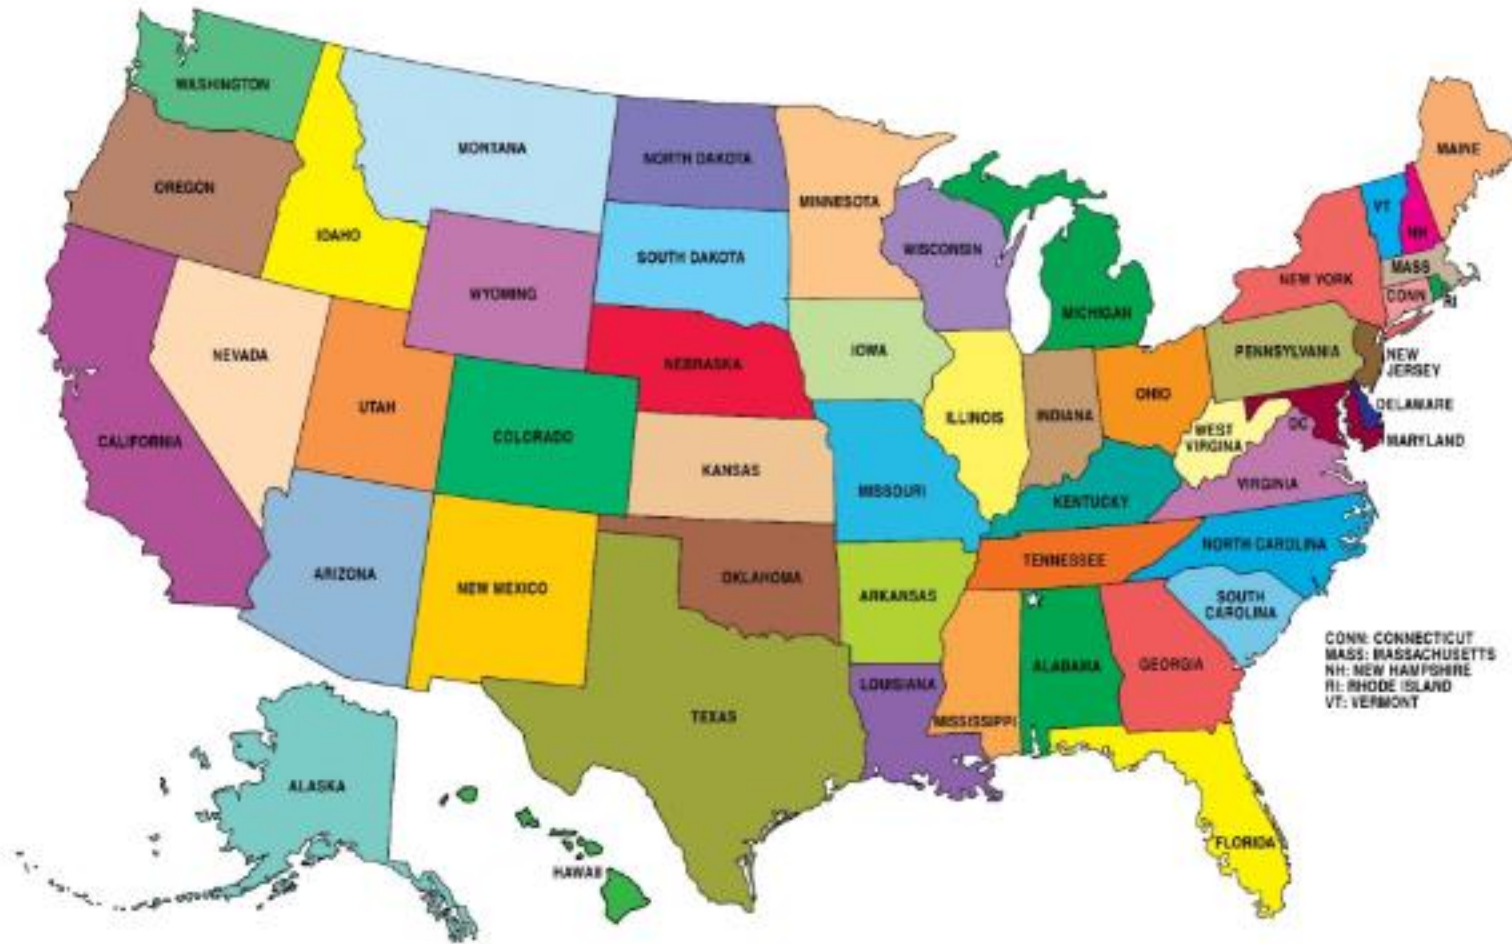 WASHINGTON
OREGON
IDAHO
MONTANA
NORTH DAKOTA
MINNESOTA
WISCONSIN
MICHIGAN
MAINE
VT
NH
NEW YORK
MASS
CONN
RI
SOUTH DAKOTA
WYOMING
NEVADA
CALIFORNIA
UTAH
COLORADO
NEBRASKA
IOWA
ILLINOIS
INDIANA
OHIO
PENNSYLVANIA
NEW
JERSEY
DELAWARE
MARYLAND
DC
WEST
VIRGINIA
VIRGINIA
KANSAS
MISSOURI
KENTUCKY
ARIZONA
NEW MEXICO
OKLAHOMA
ARKANSAS
TENNESSEE
NORTH CAROLINA
SOUTH
CAROLINA
TEXAS
LOUISIANA
MISSISSIPPI
ALABAMA
GEORGIA
FLORIDA
ALASKA
HAWAII
CONN: CONNECTICUT
MASS: MASSACHUSETTS
NH: NEW HAMPSHIRE
RI: RHODE ISLAND
VT: VERMONT